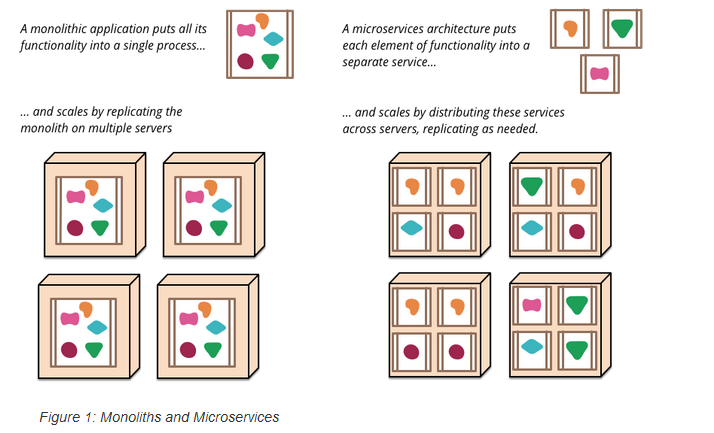 A monolithic application puts all its
functionality into a single process...
A microservices architecture puts
each element of functionality into a
separate service...
... and scales by replicating the
monolith on multiple servers
... and scales by distributing these services
across servers, replicating as needed.
Figure 1: Monoliths and Microservices